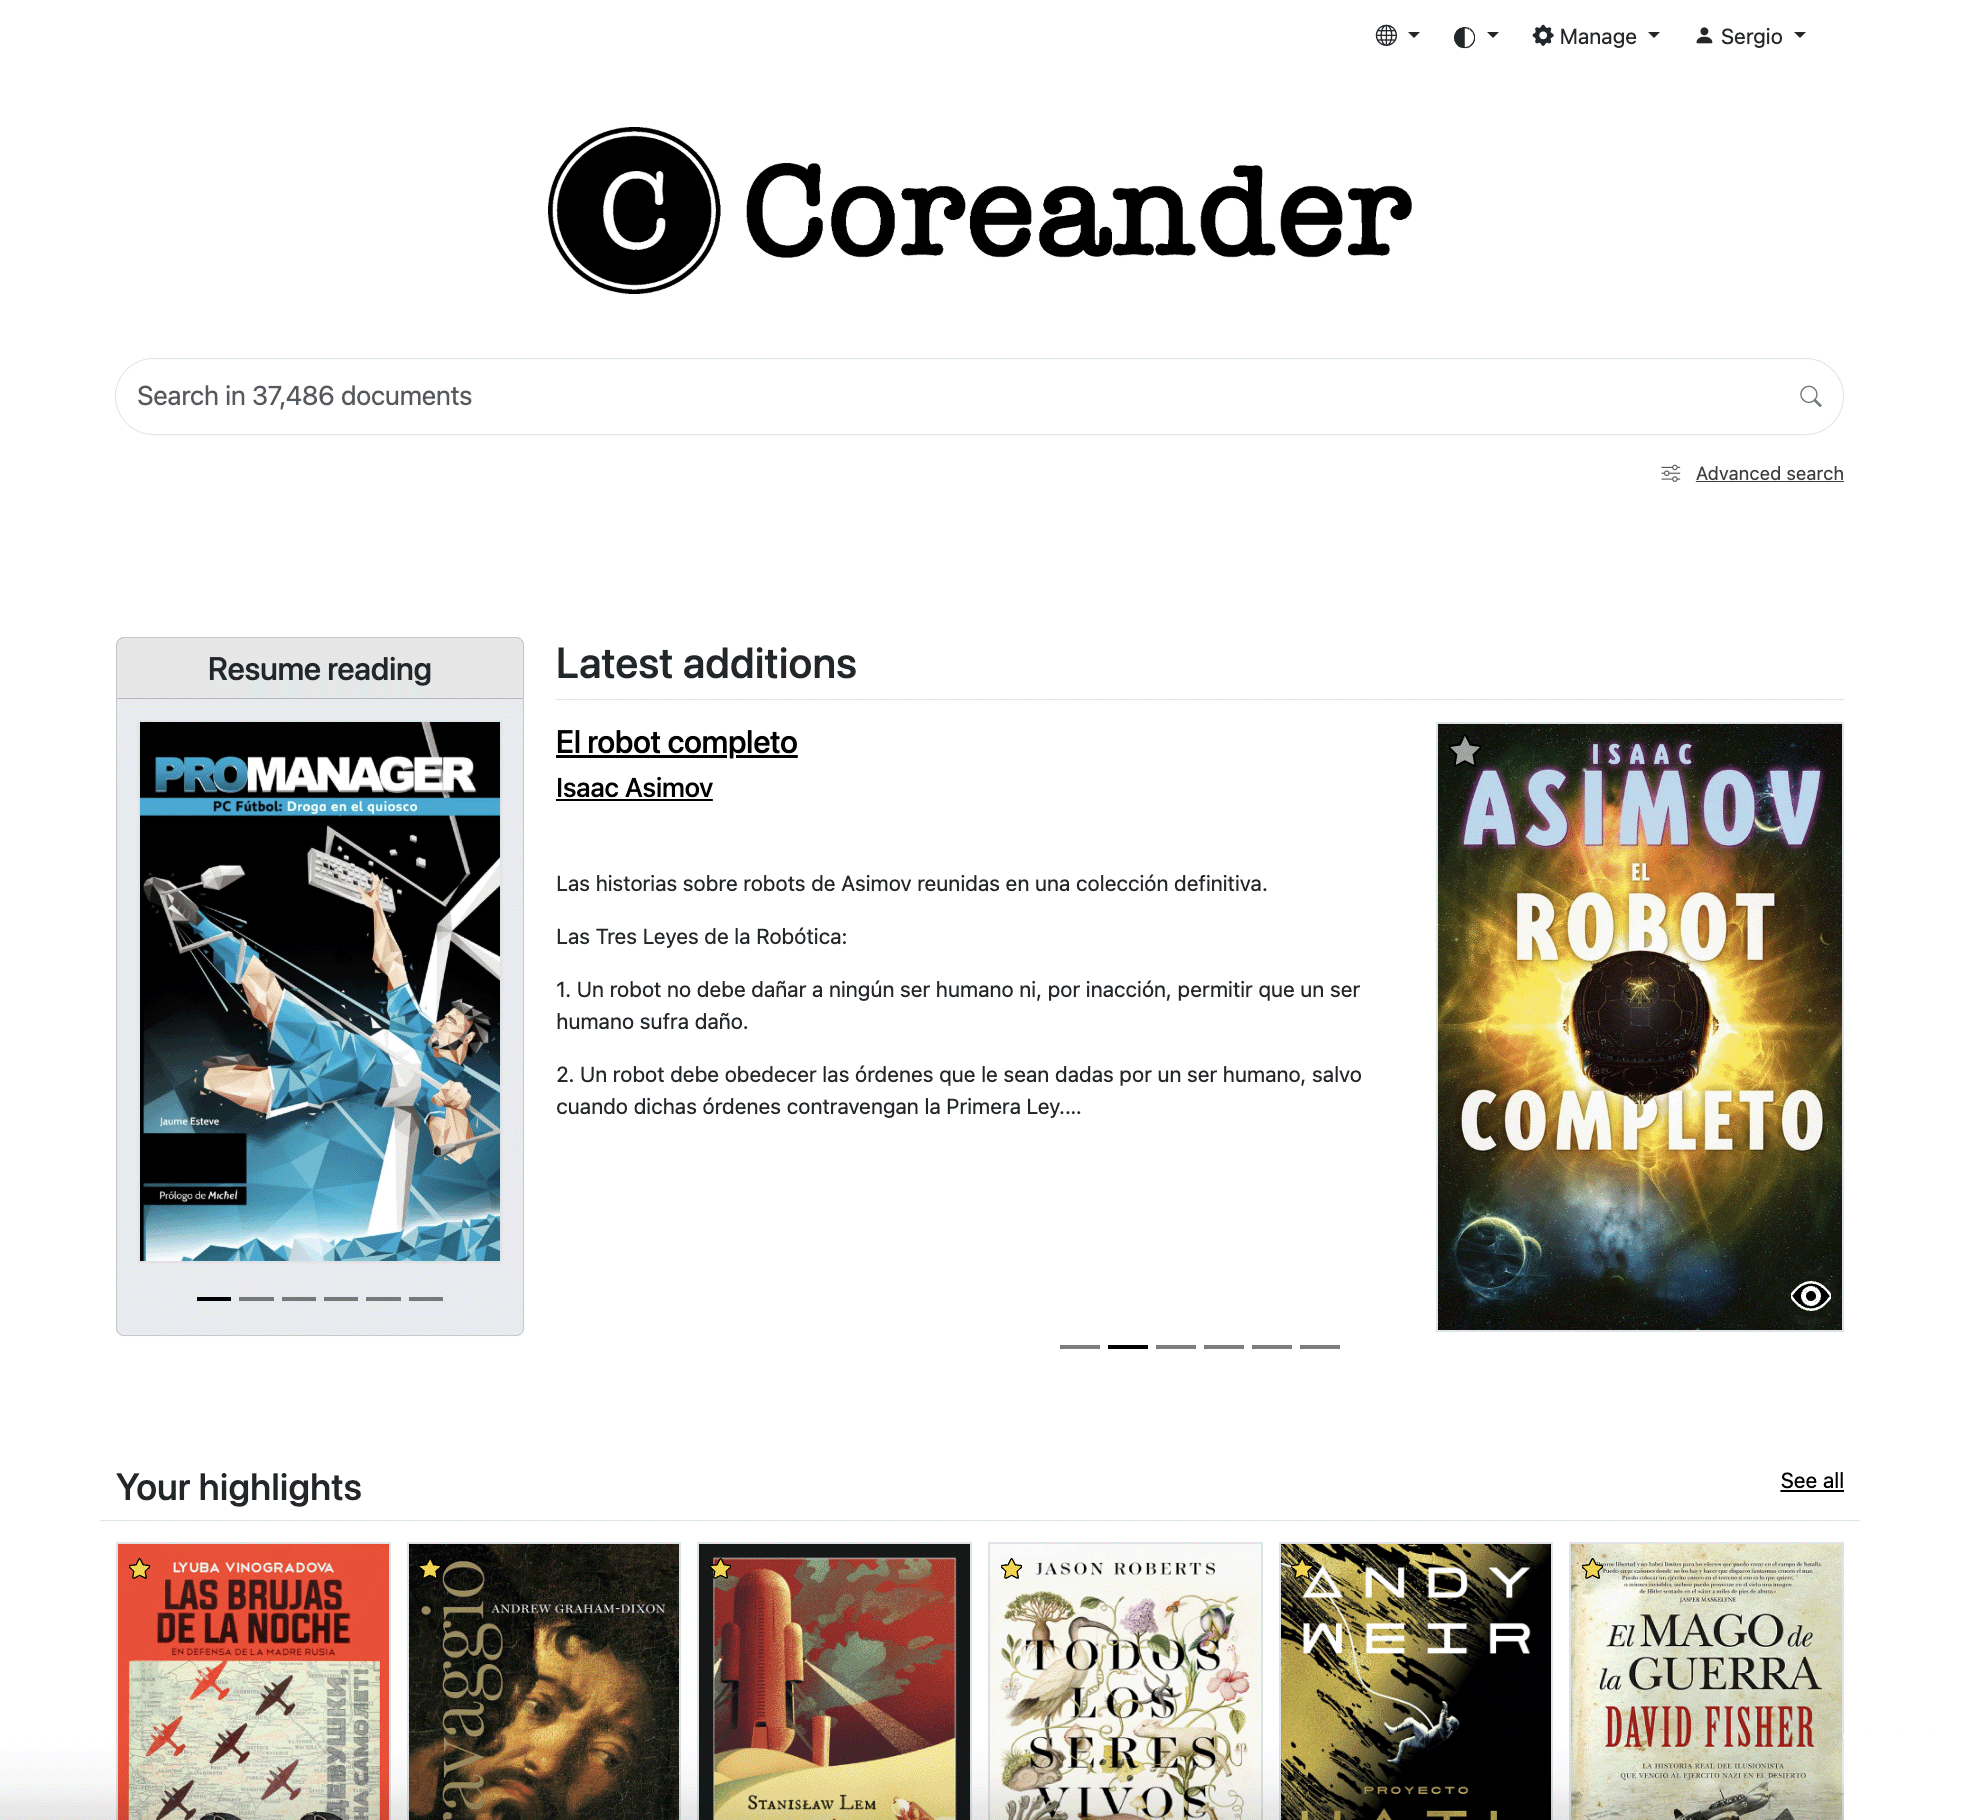 Manage
Sergio
C Coreander
Search in 37,486 documents
Advanced search
Resume reading
PROMANAGER
PC Fútbol: Droga en el quiosco
Jaume Esteve
Prólogo de Michel
Latest additions
El robot completo
Isaac Asimov
Las historias sobre robots de Asimov reunidas en una colección definitiva.
Las Tres Leyes de la Robótica:
1. Un robot no debe dañar a ningún ser humano ni, por inacción, permitir que un ser
humano sufra daño.
2. Un robot debe obedecer las órdenes que le sean dadas por un ser humano, salvo
cuando dichas órdenes contravengan la Primera Ley....
ISAAC
ASIMOV
EL
ROBOT
COMPLETO
Your highlights
See all
LYUBA VINOGRADOVA
LAS BRUJAS
DE LA NOCHE
EN DEFENSA DE LA MADRE RUSIA
ANDREW GRAHAM-DIXON
ravaggio
STANISŁAW LEM
JASON ROBERTS
TODOS
LOS
SERES
VIVOS
ANDY
WEIR
PROYECTO
JASPER MASKELYNE
El MAGO de
la GUERRA
DAVID FISHER
LA HISTORIA REAL DEL ILUSIONISTA
QUE VENCIÓ AL EJÉRCITO NAZI EN EL DESIERTO